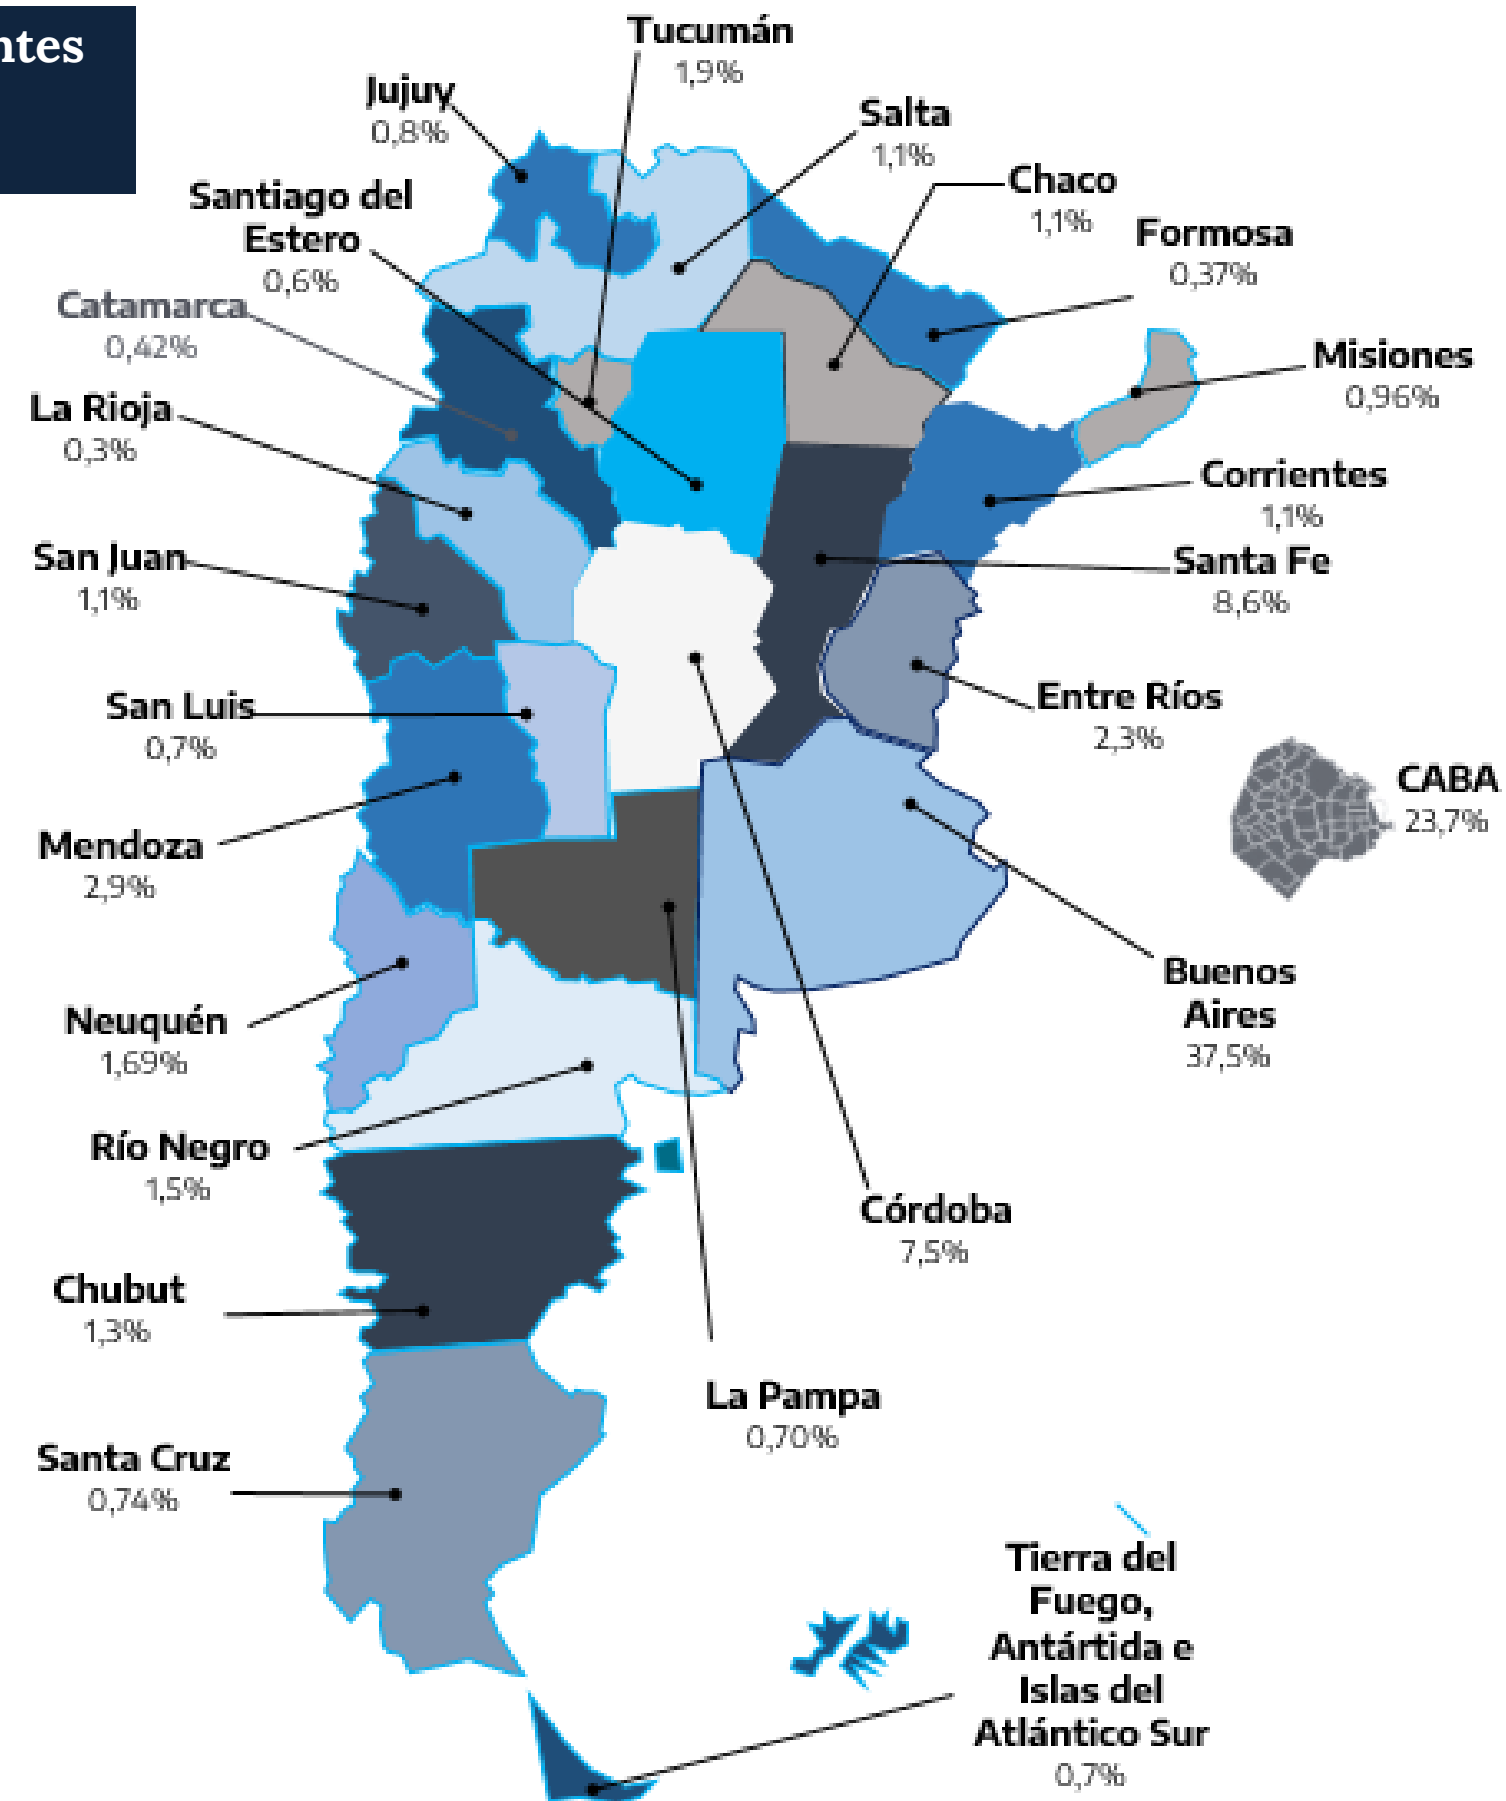 ntes
Tucumán
1,9%
Jujuy
0,8%
Salta
1,1%
Chaco
1,1%
Santiago del
Estero
0,6%
Formosa
0,37%
Catamarca
0,42%
Misiones
0,96%
La Rioja
0,3%
Corrientes
1,1%
San Juan
1,1%
Santa Fe
8,6%
San Luis
0,7%
Entre Ríos
2,3%
CABA
23,7%
Mendoza
2,9%
Buenos
Aires
37,5%
Neuquén
1,69%
Río Negro
1,5%
Córdoba
7,5%
Chubut
1,3%
La Pampa
0,70%
Santa Cruz
0,74%
Tierra del
Fuego,
Antártida e
Islas del
Atlántico Sur
0,7%